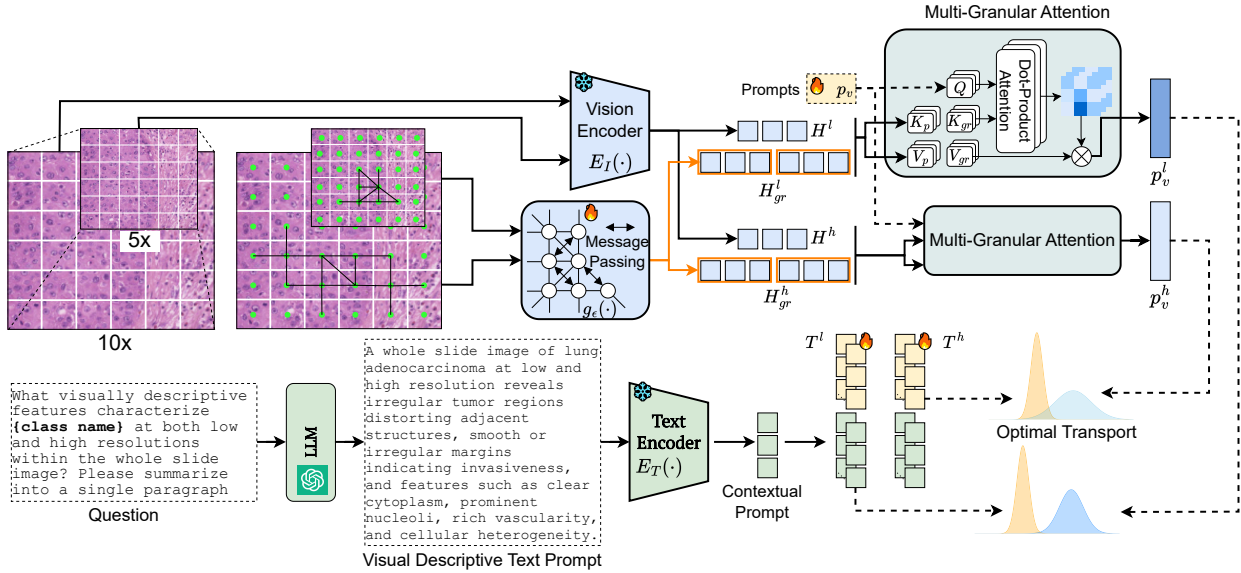 Multi-Granular Attention
Prompts
p_v
Q
K_p
K_gr
V_p
V_gr
Dot-Product
Attention
Vision
Encoder
E_I(·)
H^l
H^l_gr
p^l_v
5x
10x
Message
Passing
g_ϵ(·)
H^h
H^h_gr
Multi-Granular Attention
p^h_v
What visually descriptive
features characterize
{class name} at both low
and high resolutions
within the whole slide
image? Please summarize
into a single paragraph
Question
LLM
A whole slide image of lung
adenocarcinoma at low and
high resolution reveals
irregular tumor regions
distorting adjacent
structures, smooth or
irregular margins
indicating invasiveness,
and features such as clear
cytoplasm, prominent
nucleoli, rich vascularity,
and cellular heterogeneity.
Visual Descriptive Text Prompt
Text
Encoder
E_T(·)
Contextual
Prompt
T^l
T^h
Optimal Transport